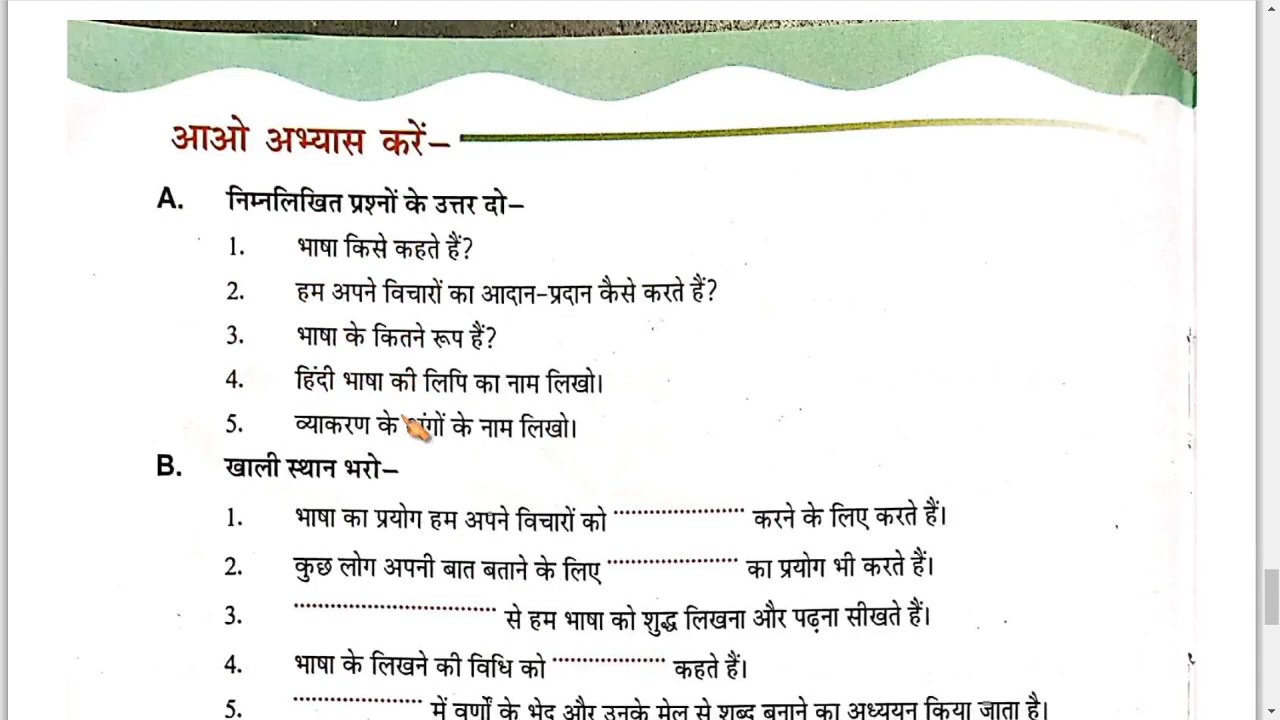 आओ अभ्यास करें–
A. निम्नलिखित प्रश्नों के उत्तर दो–
1. भाषा किसे कहते हैं?
2. हम अपने विचारों का आदान-प्रदान कैसे करते हैं?
3. भाषा के कितने रूप हैं?
4. हिंदी भाषा की लिपि का नाम लिखो।
5. व्याकरण के के नाम लिखो।
B. खाली स्थान भरो–
1. भाषा का प्रयोग हम अपने विचारों को ..................... करने के लिए करते हैं।
2. कुछ लोग अपनी बात बताने के लिए ..................... का प्रयोग भी करते हैं।
3. ................................. से हम भाषा को शुद्ध लिखना और पढ़ना सीखते हैं।
4. भाषा के लिखने की विधि को .................. कहते हैं।
5. ..................... में वर्णों के भेद और उनके मेल से शब्द बनाने का अध्ययन किया जाता है।